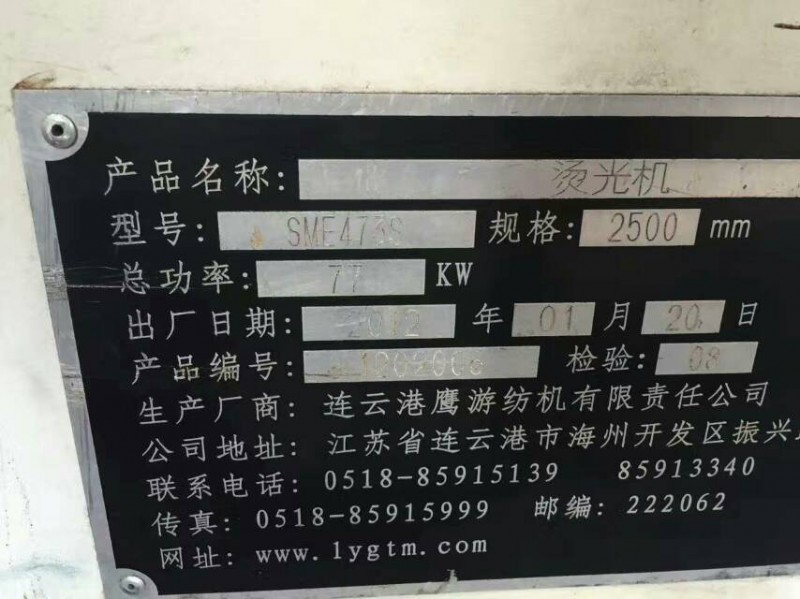 产品名称: 烫光机
型号: SME473S 规格: 2500 mm
总功率: 77 KW
出厂日期: 2012 年 01 月 20 日
产品编号: 检验: 08
生产厂商: 连云港鹰游纺机有限责任公司
公司地址: 江苏省连云港市海州开发区振兴
联系电话: 0518-85915139 85913340
传真: 0518-85915999 邮编: 222062
网址: www.lygtm.com